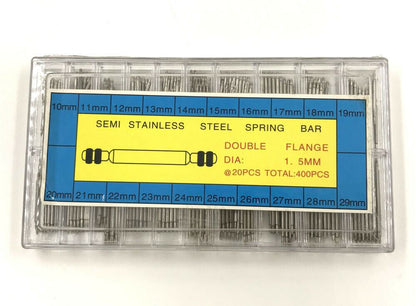 10mm 11mm 12mm 13mm 14mm 15mm 16mm 17mm 18mm 19mm
SEMI STAINLESS STEEL SPRING BAR
DOUBLE FLANGE
DIA: 1.5MM
@20PCS TOTAL:400PCS
20mm 21mm 22mm 23mm 24mm 25mm 26mm 27mm 28mm 29mm